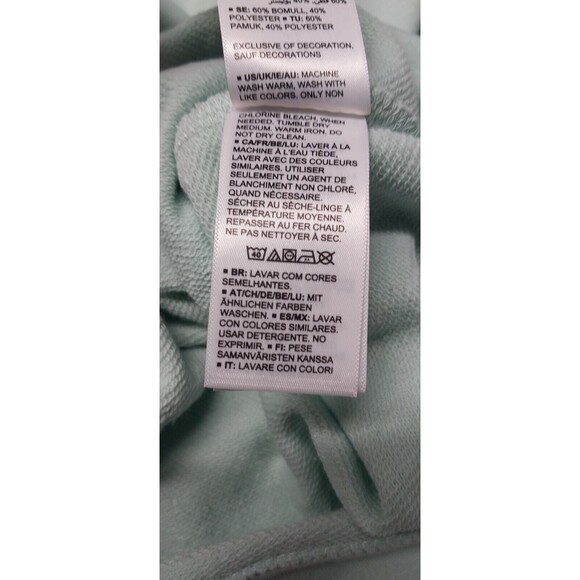 ■ SE: 60% BOMULL, 40%
POLYESTER ■ TU: 60%
PAMUK, 40% POLYESTER
EXCLUSIVE OF DECORATION,
SAUF DECORATIONS
■ US/UK/IE/AU: MACHINE
WASH WARM, WASH WITH
LIKE COLORS. ONLY NON
CHLORINE BLEACH, WHEN
NEEDED. TUMBLE DRY
MEDIUM. WARM IRON. DO
NOT DRY CLEAN.
■ CA/FR/BE/LU: LAVER À LA
MACHINE À L'EAU TIÈDE,
LAVER AVEC DES COULEURS
SIMILAIRES. UTILISER
SEULEMENT UN AGENT DE
BLANCHIMENT NON CHLORÉ,
QUAND NÉCESSAIRE.
SÉCHER AU SÈCHE-LINGE À
TEMPÉRATURE MOYENNE.
REPASSER AU FER CHAUD.
NE PAS NETTOYER À SEC.
40
■ BR: LAVAR COM CORES
SEMELHANTES.
■ AT/CH/DE/BE/LU: MIT
ÄHNLICHEN FARBEN
WASCHEN. ■ ES/MX: LAVAR
CON COLORES SIMILARES. NO
USAR DETERGENTE. NO
EXPRIMIR. ■ FI: PESE
SAMANVÄRISTEN KANSSA
■ IT: LAVARE CON COLORI